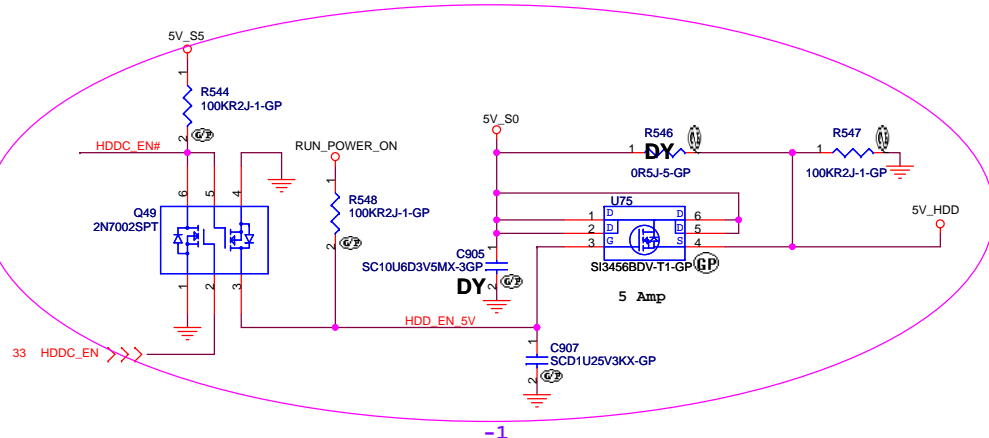 5V_S5
1
R544
100KR2J-1-GP
2
G/P
HDDC_EN#
RUN_POWER_ON
6
5
4
Q49
2N7002SPT
1
2
3
1
R548
100KR2J-1-GP
2
G/P
33 HDDC_EN
HDD_EN_5V
5V_S0
R546
1
DY
0R5J-5-GP
R547
1
100KR2J-1-GP
U75
1 D D 6
2 D D 5
3 G S 4
SI3456BDV-T1-GP
GP
5 Amp
5V_HDD
1
C905
SC10U6D3V5MX-3GP
DY
2
G/P
1
C907
SCD1U25V3KX-GP
2
G/P
-1